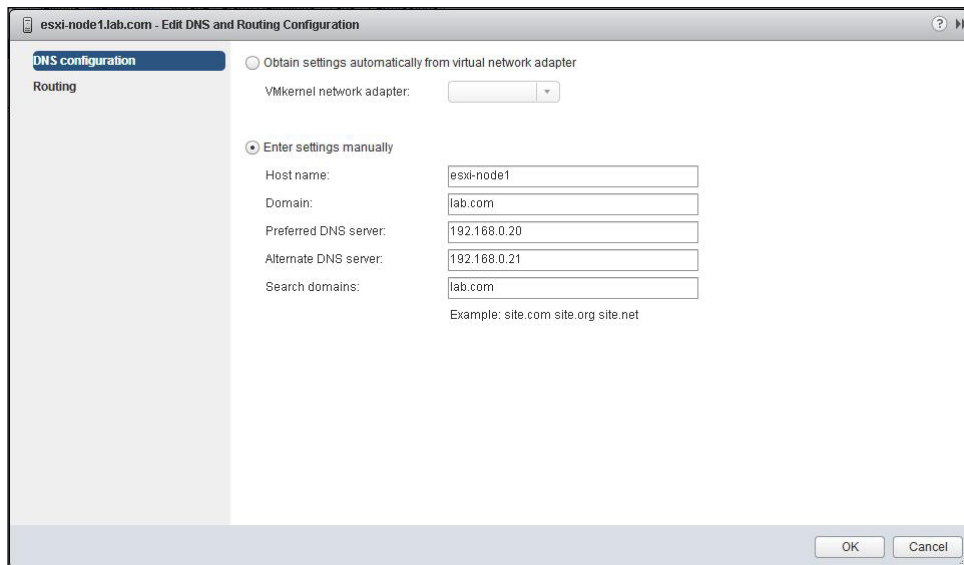 esxi-node1.lab.com - Edit DNS and Routing Configuration
?
DNS configuration
Routing
Obtain settings automatically from virtual network adapter
VMkernel network adapter:
Enter settings manually
Host name: esxi-node1
Domain: lab.com
Preferred DNS server: 192.168.0.20
Alternate DNS server: 192.168.0.21
Search domains: lab.com
Example: site.com site.org site.net
OK Cancel